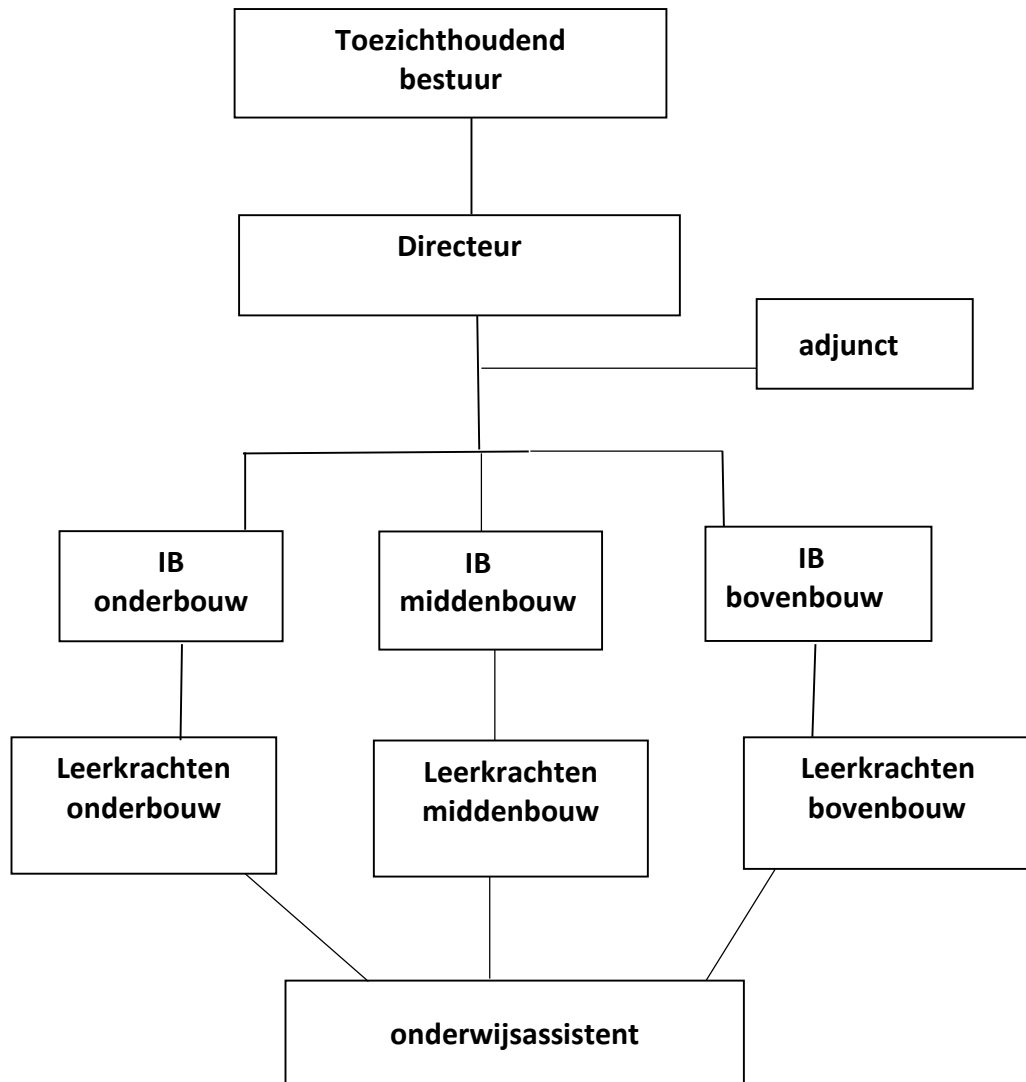 Toezichthoudend
bestuur
Directeur
adjunct
IB
onderbouw
IB
middenbouw
IB
bovenbouw
Leerkrachten
onderbouw
Leerkrachten
middenbouw
Leerkrachten
bovenbouw
onderwijsassistent